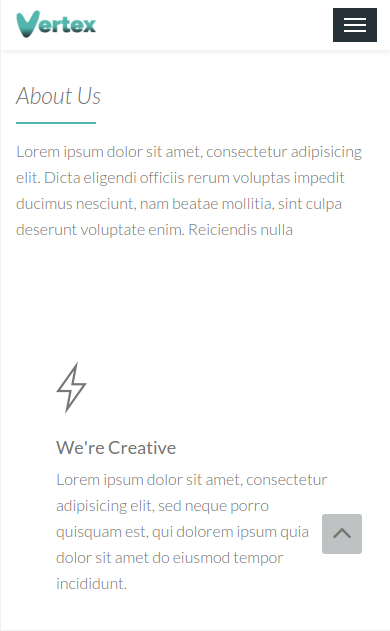 Vertex
About Us
Lorem ipsum dolor sit amet, consectetur adipisicing
elit. Dicta eligendi officiis rerum voluptas impedit
ducimus nesciunt, nam beatae mollitia, sint culpa
deserunt voluptate enim. Reiciendis nulla
We're Creative
Lorem ipsum dolor sit amet, consectetur
adipisicing elit, sed neque porro
quisquam est, qui dolorem ipsum quia
dolor sit amet do eiusmod tempor
incididunt.